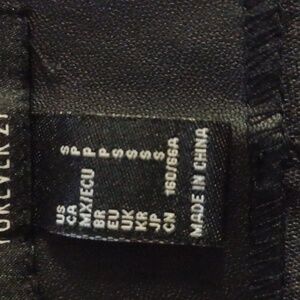 FOREVER 21
US S
CA P
MX/ECU P
BR P
EU S
UK S
KR S
JP S
CN 160/66A
MADE IN CHINA